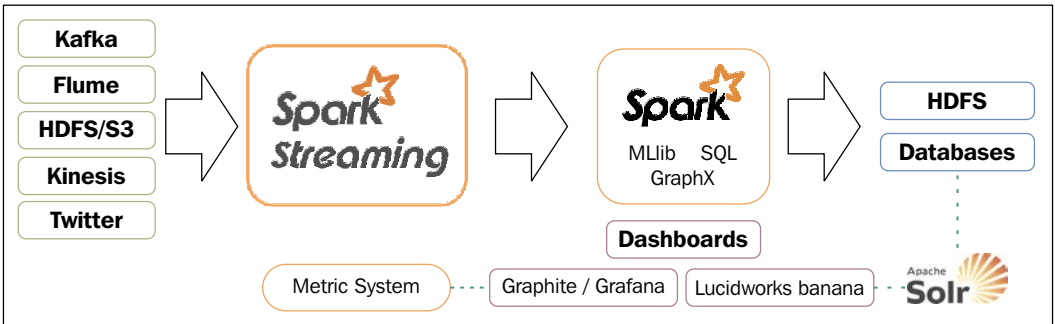 Kafka
Flume
HDFS/S3
Kinesis
Twitter
Spark
Streaming
Spark
MLlib SQL
GraphX
HDFS
Databases
Dashboards
Metric System
Graphite / Grafana
Lucidworks banana
Apache
Solr